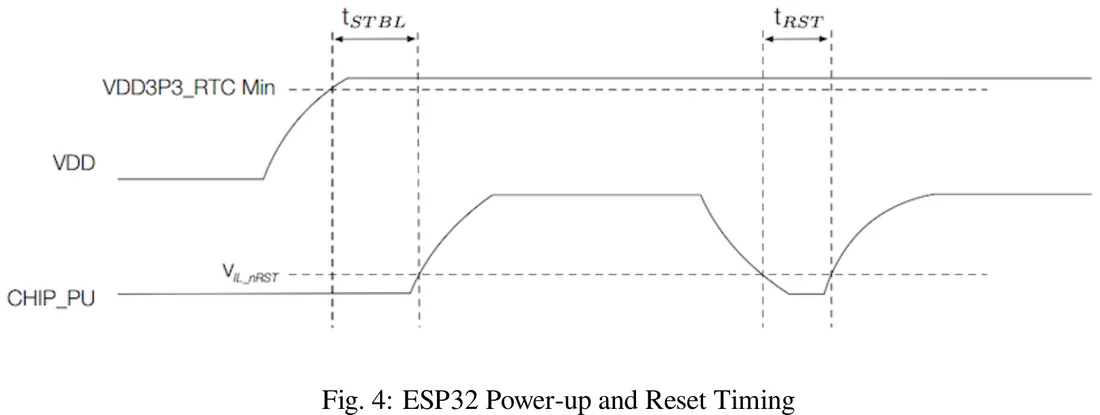 tSTBL
tRST
VDD3P3_RTC Min
VDD
VIL_nRST
CHIP_PU
Fig. 4: ESP32 Power-up and Reset Timing